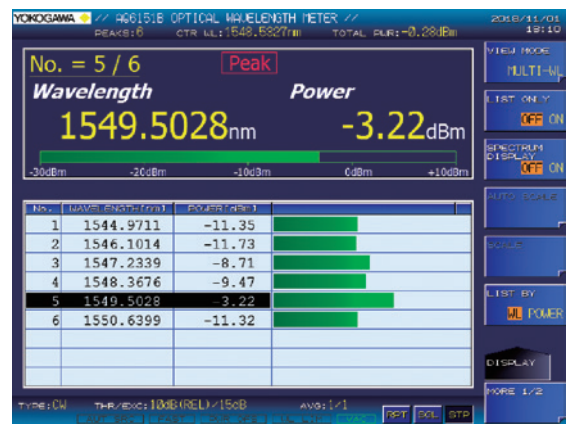 YOKOGAWA // AQ6151B OPTICAL WAVELENGTH METER // 2018/11/01
PEAKS:6 CTR WL:1548.5327nm TOTAL PWR:-0.28dBm 19:10
VIEW MODE
MULTI-WL
No. = 5 / 6 Peak
Wavelength Power
1549.5028nm -3.22dBm
-30dBm -20dBm -10dBm 0dBm +10dBm
LIST ONLY
OFF ON
SPECTRUM
DISPLAY
OFF ON
AUTO SCALE
SCALE
No. WAVELENGTH[nm] POWER[dBm]
1 1544.9711 -11.35
2 1546.1014 -11.73
3 1547.2339 -8.71
4 1548.3676 -9.47
5 1549.5028 -3.22
6 1550.6399 -11.32
LIST BY
WL POWER
DISPLAY
MORE 1/2
TYPE:CW THR/EXC:10dB(REL)/15dB AVG:1/1 RPT SGL STP